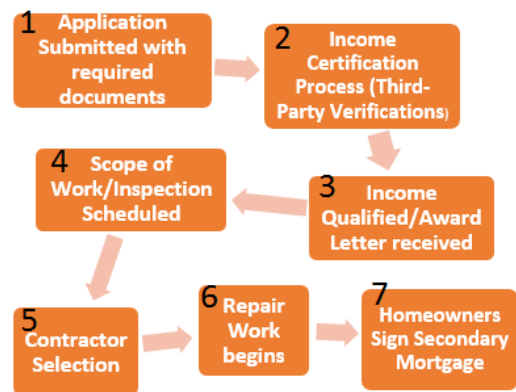 1
Application
Submitted with
required
documents
2
Income
Certification
Process (Third-
Party Verifications)
3
Income
Qualified/Award
Letter received
4
Scope of
Work/Inspection
Scheduled
5
Contractor
Selection
6
Repair
Work
begins
7
Homeowners
Sign Secondary
Mortgage